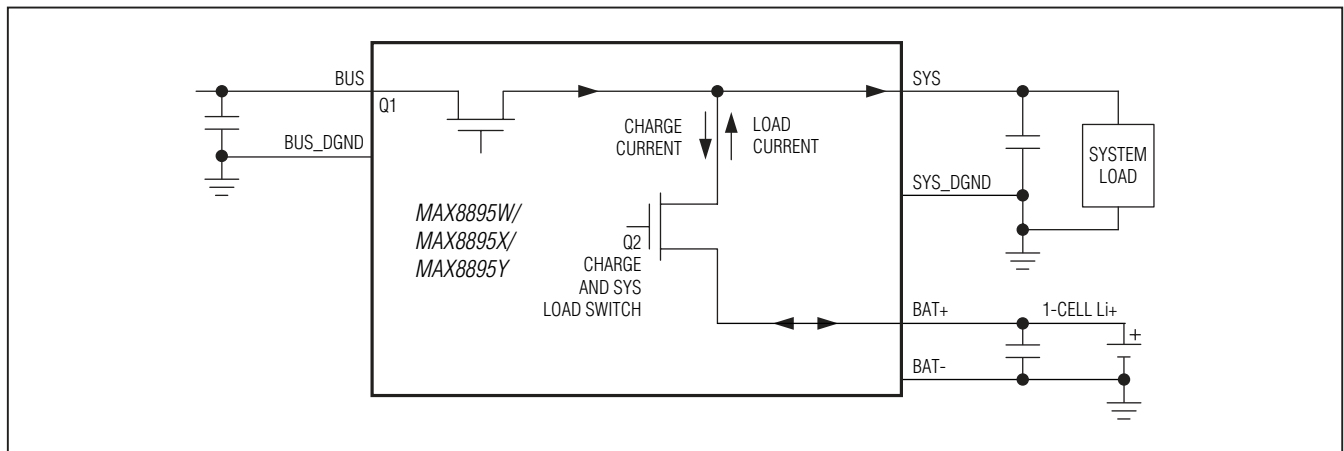 BUS
Q1
BUS_DGND
CHARGE
CURRENT
LOAD
CURRENT
SYS
SYSTEM
LOAD
SYS_DGND
MAX8895W/
MAX8895X/
MAX8895Y
Q2
CHARGE
AND SYS
LOAD SWITCH
BAT+
1-CELL Li+
+
BAT-